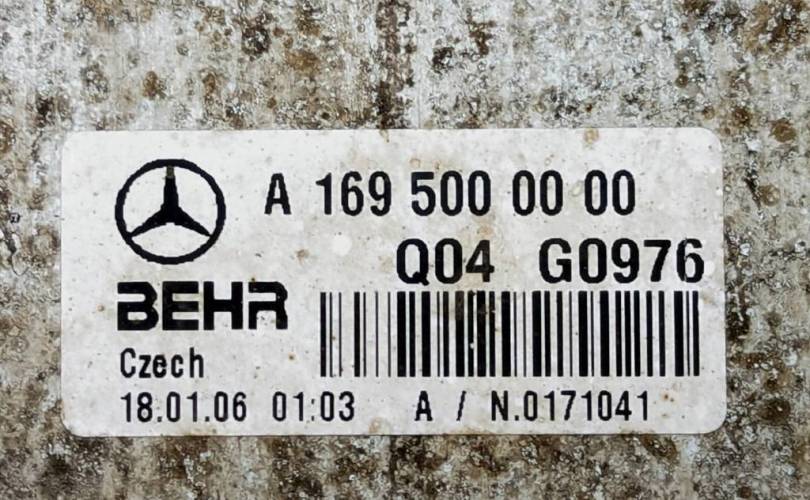 A 169 500 00 00
Q04 G0976
BEHR
Czech
18.01.06 01:03 A / N.0171041